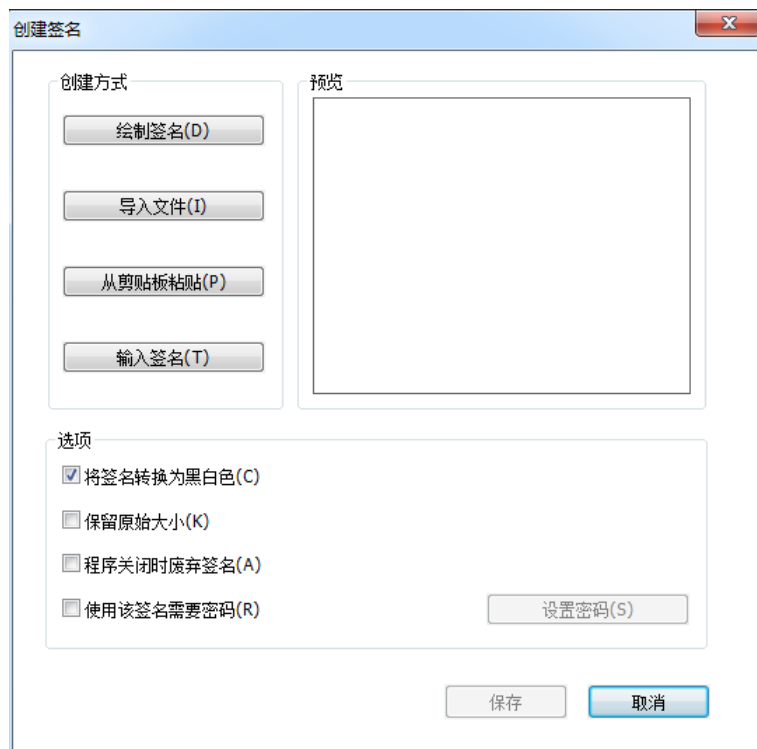 创建签名
创建方式
绘制签名(D)
导入文件(I)
从剪贴板粘贴(P)
输入签名(T)
预览
选项
将签名转换为黑白色(C)
保留原始大小(K)
程序关闭时废弃签名(A)
使用该签名需要密码(R)
设置密码(S)
保存
取消